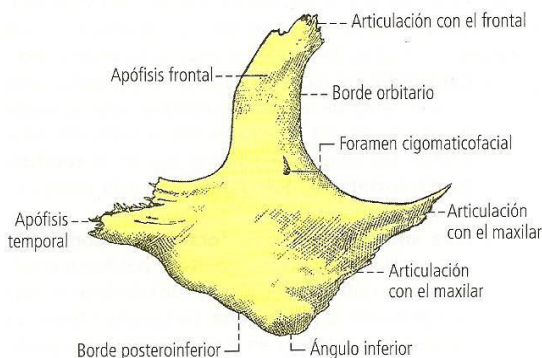 Articulación con el frontal
Apófisis frontal
Borde orbitario
Foramen cigomaticofacial
Apófisis
temporal
Articulación
con el maxilar
Articulación
con el maxilar
Borde posteroinferior
Ángulo inferior